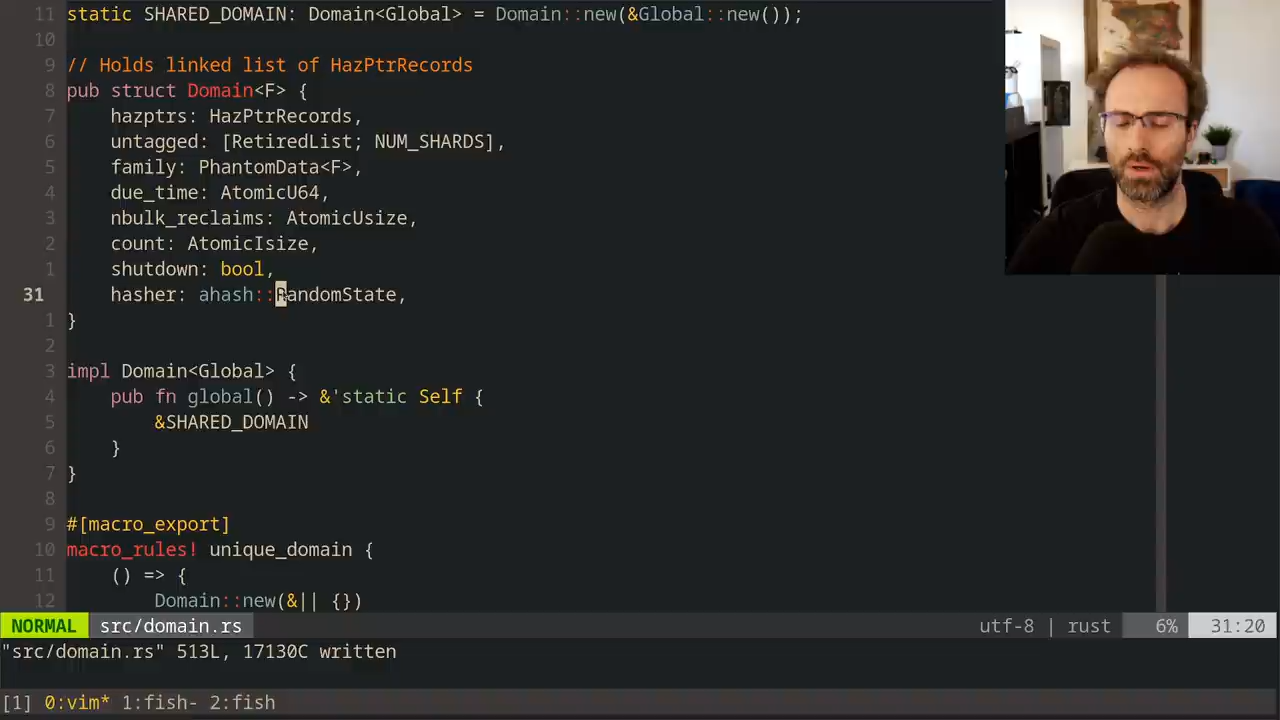 11 static SHARED_DOMAIN: Domain<Global> = Domain::new(&Global::new());
10
9 // Holds linked list of HazPtrRecords
8 pub struct Domain<F> {
7     hazptrs: HazPtrRecords,
6     untagged: [RetiredList; NUM_SHARDS],
5     family: PhantomData<F>,
4     due_time: AtomicU64,
3     nbulk_reclaims: AtomicUsize,
2     count: AtomicIsize,
1     shutdown: bool,
31     hasher: ahash::RandomState,
1 }
2
3 impl Domain<Global> {
4     pub fn global() -> &'static Self {
5         &SHARED_DOMAIN
6     }
7 }
8
9 #[macro_export]
10 macro_rules! unique_domain {
11     () => {
12         Domain::new(&|| {})
NORMAL src/domain.rs utf-8 | rust 6% 31:20
"src/domain.rs" 513L, 17130C written
[1] 0:vim* 1:fish- 2:fish